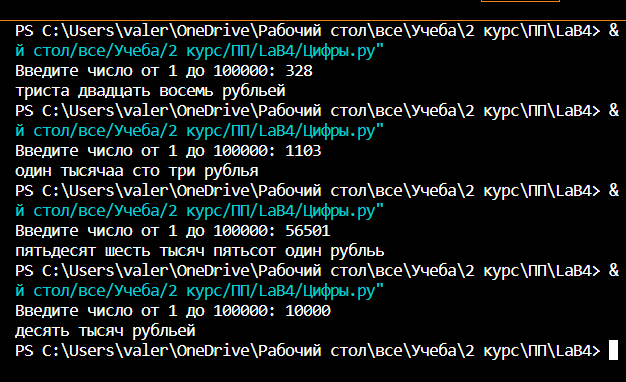 PS C:\Users\valer\OneDrive\Рабочий стол\все\Учеба\2 курс\ПП\LaB4> &
й стол/все/Учеба/2 курс/ПП/LaB4/Цифры.py"
Введите число от 1 до 100000: 328
триста двадцать восемь рубльей
PS C:\Users\valer\OneDrive\Рабочий стол\все\Учеба\2 курс\ПП\LaB4> &
й стол/все/Учеба/2 курс/ПП/LaB4/Цифры.py"
Введите число от 1 до 100000: 1103
один тысячаа сто три рублья
PS C:\Users\valer\OneDrive\Рабочий стол\все\Учеба\2 курс\ПП\LaB4> &
й стол/все/Учеба/2 курс/ПП/LaB4/Цифры.py"
Введите число от 1 до 100000: 56501
пятьдесят шесть тысяч пятьсот один рубльь
PS C:\Users\valer\OneDrive\Рабочий стол\все\Учеба\2 курс\ПП\LaB4> &
й стол/все/Учеба/2 курс/ПП/LaB4/Цифры.py"
Введите число от 1 до 100000: 10000
десять тысяч рубльей
PS C:\Users\valer\OneDrive\Рабочий стол\все\Учеба\2 курс\ПП\LaB4>